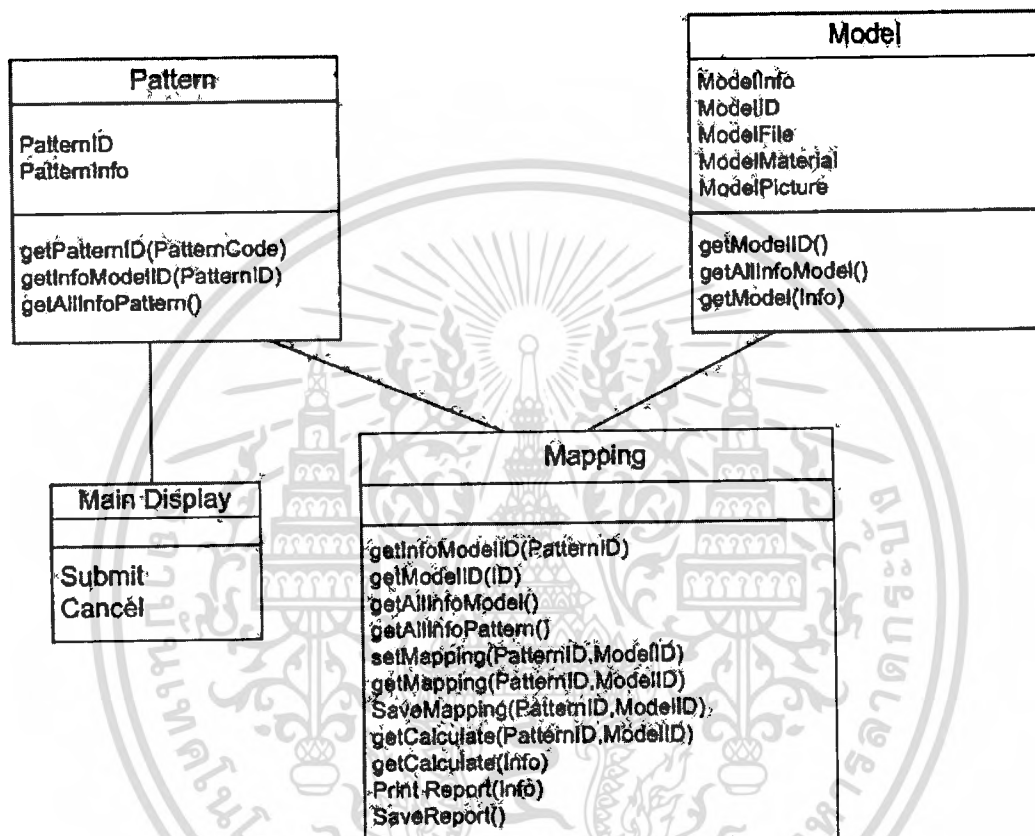 Pattern
PatternID
PatternInfo
getPatternID(PatternCode)
getInfoModelID(PatternID)
getAllInfoPattern()
Model
ModelInfo
ModelID
ModelFile
ModelMaterial
ModelPicture
getModelID()
getAllInfoModel()
getModel(Info)
Main Display
Submit
Cancel
Mapping
getInfoModelID(PatternID)
getModelID(ID)
getAllInfoModel()
getAllInfoPattern()
setMapping(PatternID,ModelID)
getMapping(PatternID,ModelID)
SaveMapping(PatternID,ModelID)
getCalculate(PatternID,ModelID)
getCalculate(Info)
Print Report(Info)
SaveReport()